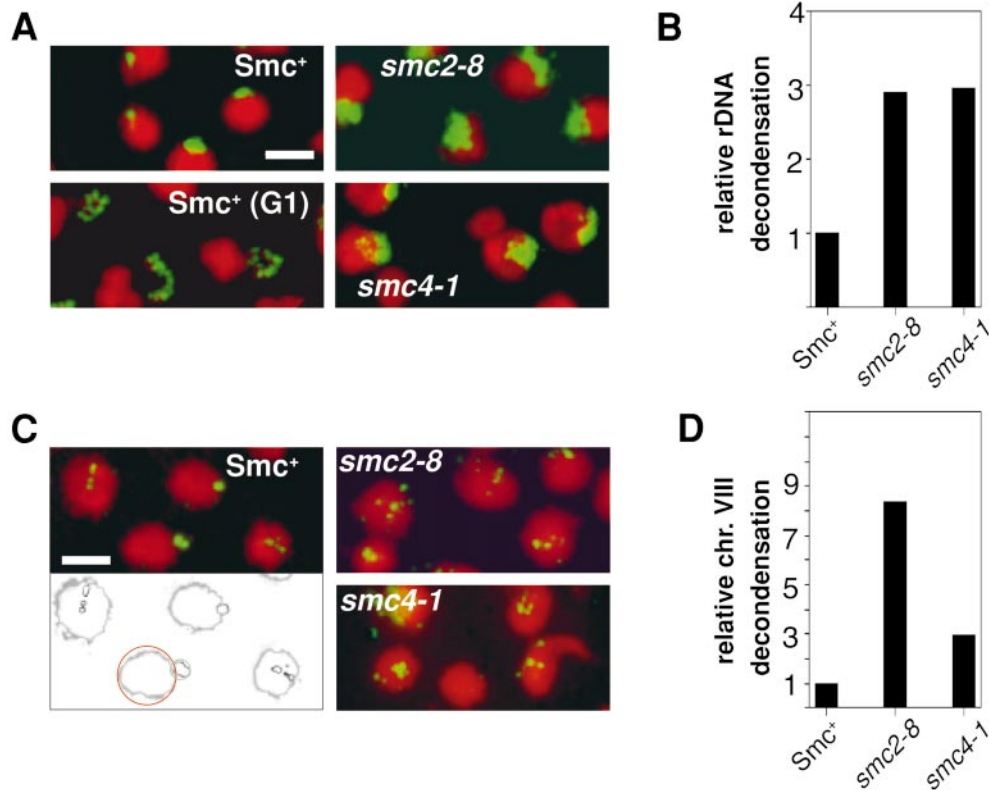 A
Smc⁺
smc2-8
Smc⁺ (G1)
smc4-1
B
relative rDNA
decondensation
4
3
2
1
Smc⁺
smc2-8
smc4-1
C
Smc⁺
smc2-8
smc4-1
D
relative chr. VIII
decondensation
9
7
5
3
1
Smc⁺
smc2-8
smc4-1